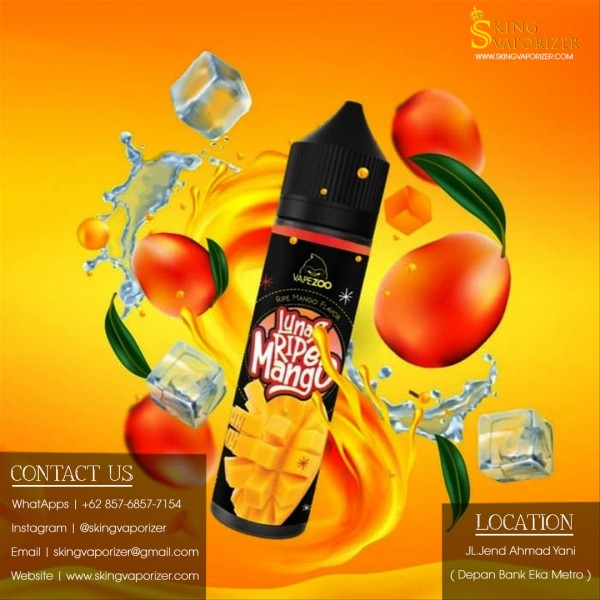 SKING
VAPORIZER
WWW.SKINGVAPORIZER.COM
VAPEZOO
RIPE MANGO FLAVOR
Luna
RIPE
Mango
CONTACT US
WhatApps | +62 857-6857-7154
Instagram | @skingvaporizer
Email | skingvaporizer@gmail.com
Website | www.skingvaporizer.com
LOCATION
JL.Jend Ahmad Yani
( Depan Bank Eka Metro )